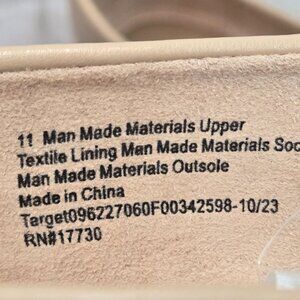 11 Man Made Materials Upper
Textile Lining Man Made Materials Soc
Man Made Materials Outsole
Made in China
Target096227060F00342598-10/23
RN#17730